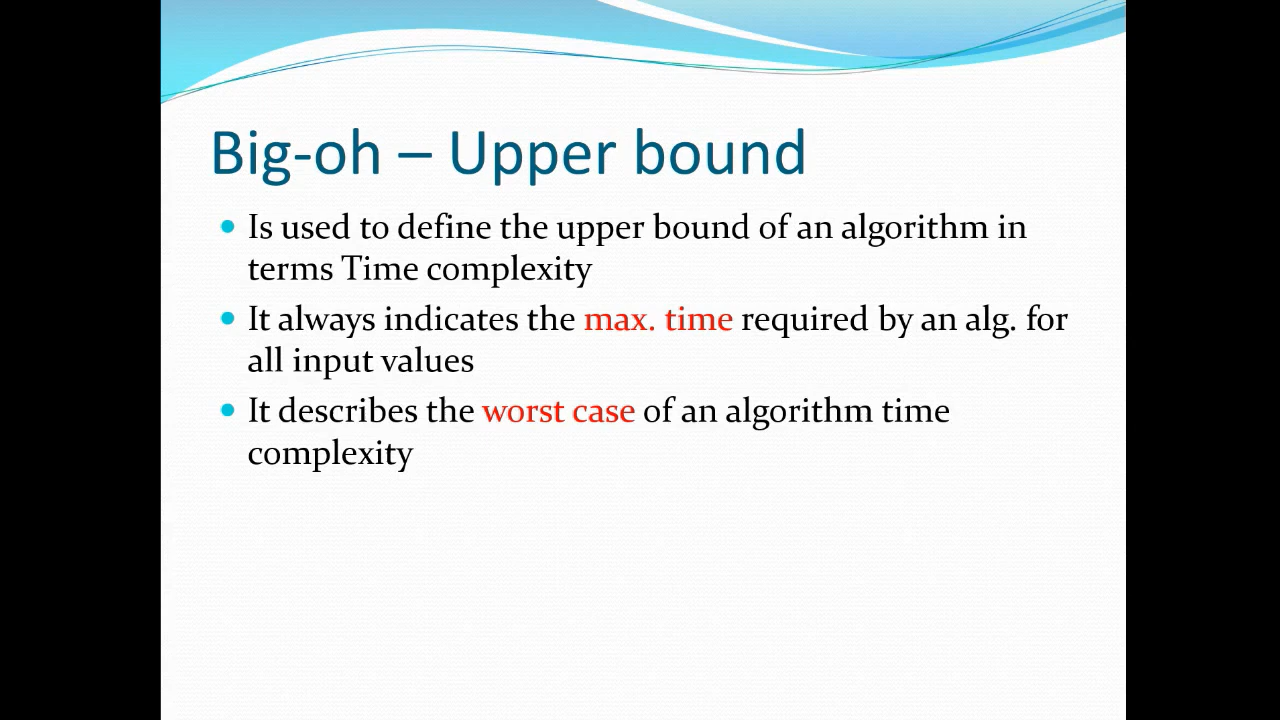 Big-oh – Upper bound
Is used to define the upper bound of an algorithm in
terms Time complexity
It always indicates the max. time required by an alg. for
all input values
It describes the worst case of an algorithm time
complexity